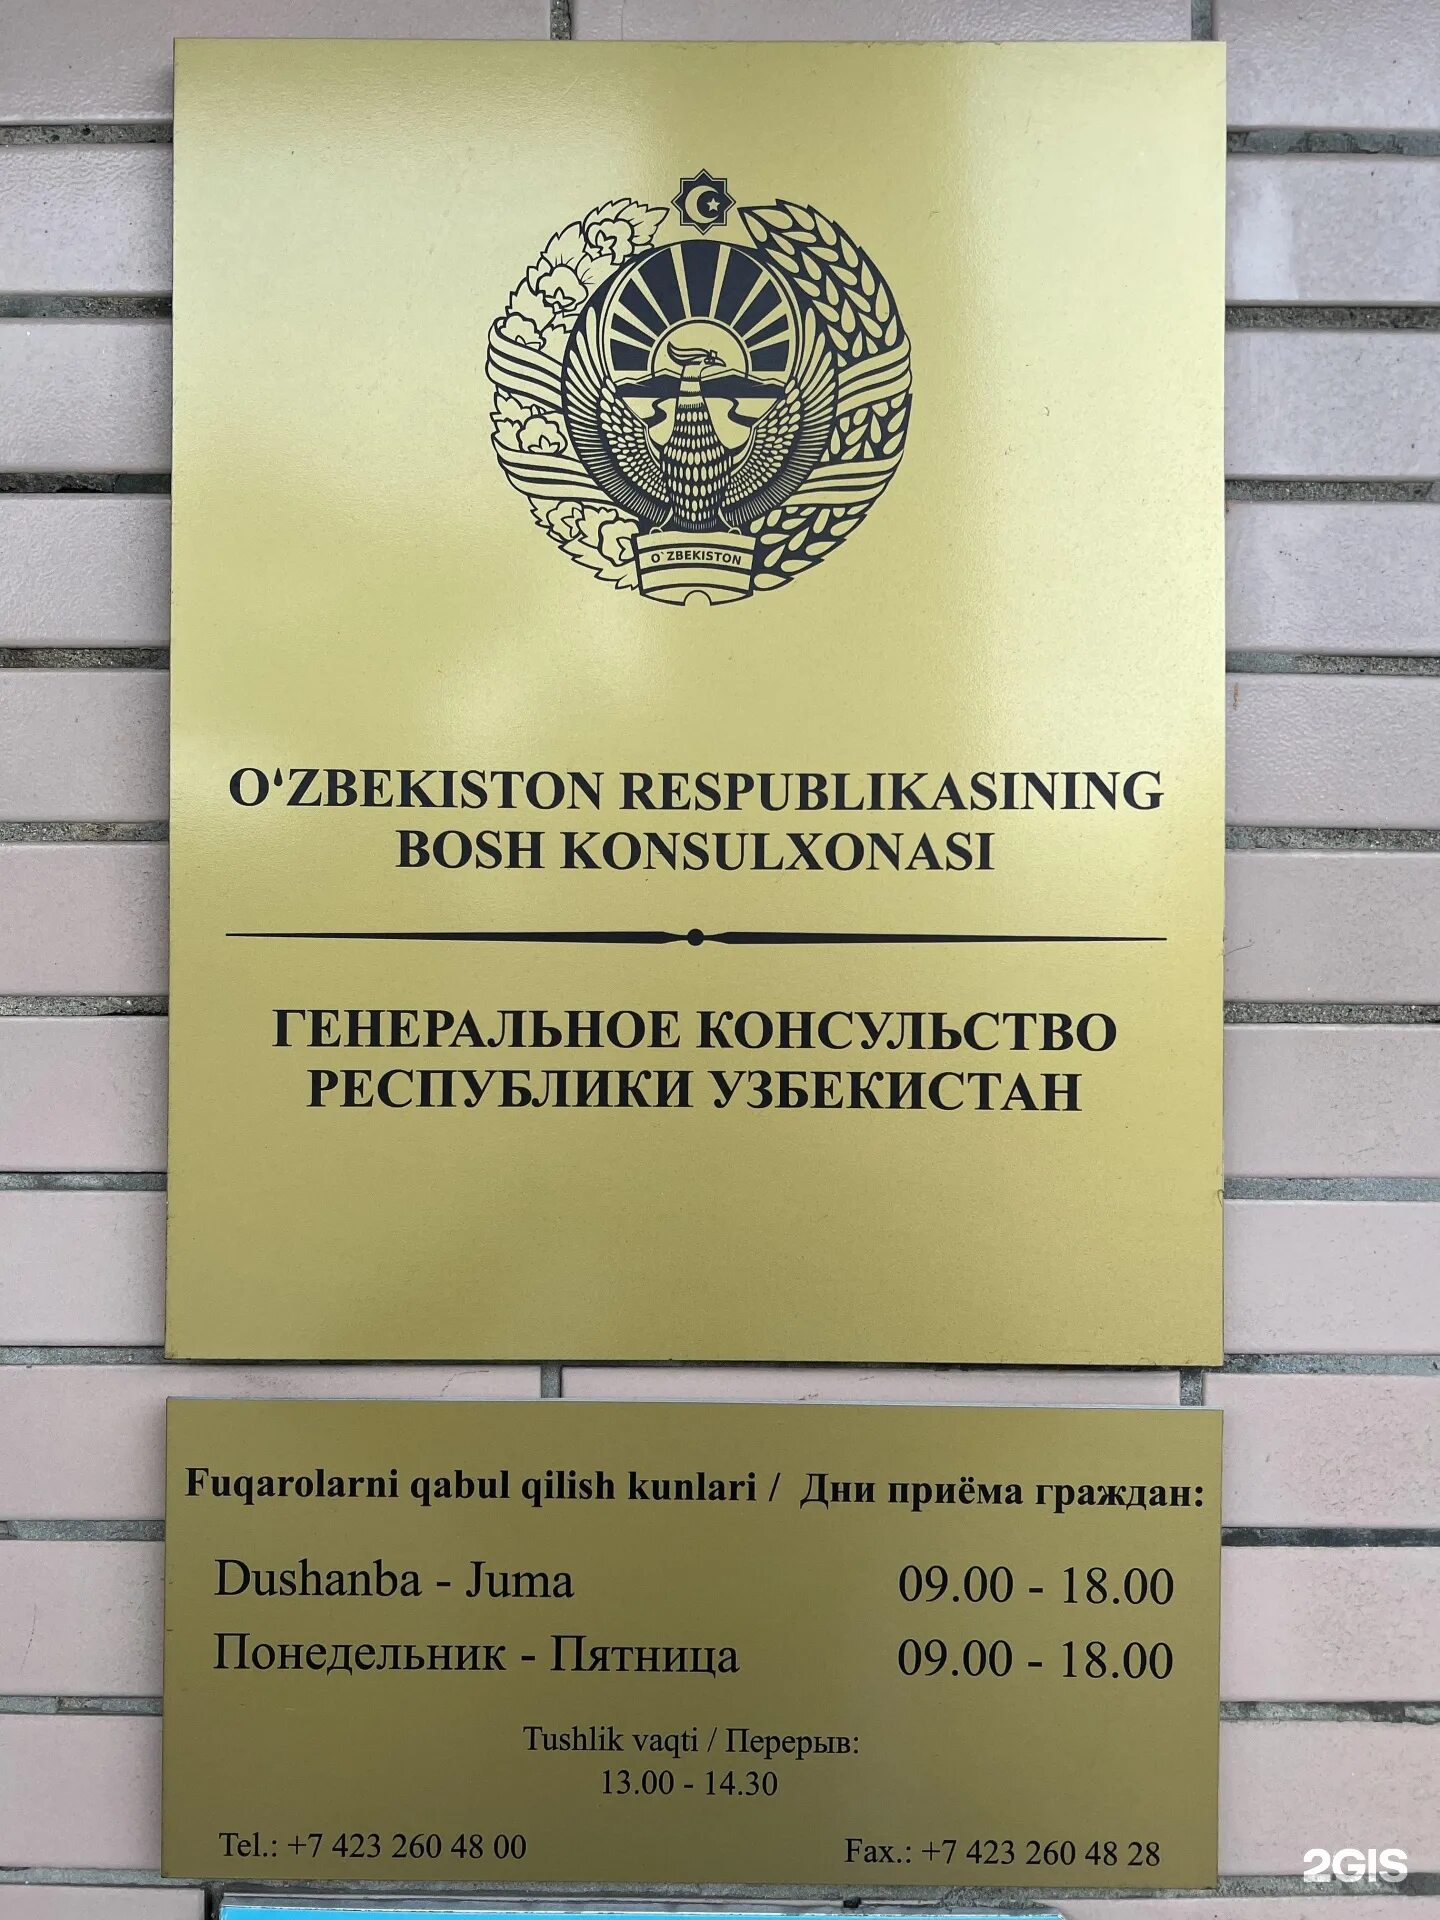 O`ZBEKISTON
O‘ZBEKISTON RESPUBLIKASINING
BOSH KONSULXONASI
ГЕНЕРАЛЬНОЕ КОНСУЛЬСТВО
РЕСПУБЛИКИ УЗБЕКИСТАН
Fuqarolarni qabul qilish kunlari / Дни приёма граждан:
Dushanba - Juma 09.00 - 18.00
Понедельник - Пятница 09.00 - 18.00
Tushlik vaqti / Перерыв:
13.00 - 14.30
Tel.: +7 423 260 48 00 Fax.: +7 423 260 48 28
2GIS